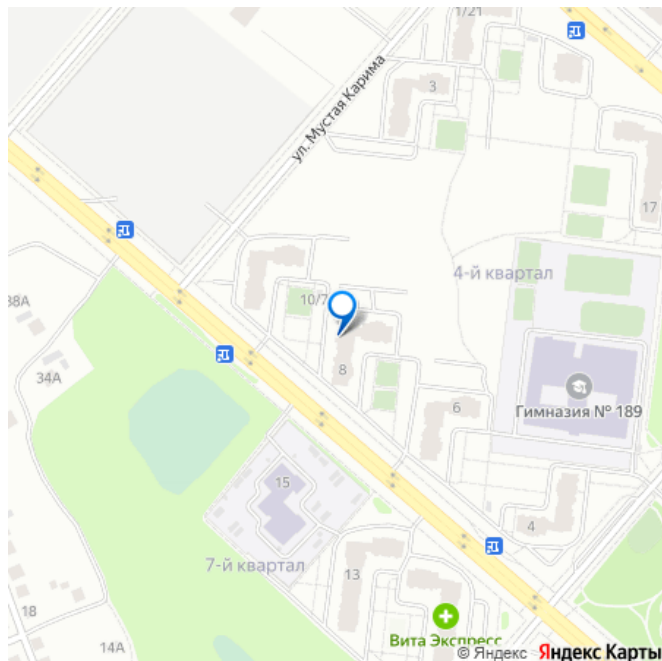 1/21
3
ул. Мустая Карима
17
4-й квартал
10/7
38А
34А
8
Гимназия № 189
6
15
4
7-й квартал
13
18
Вита Экспресс
14А
© Яндекс Яндекс Карты